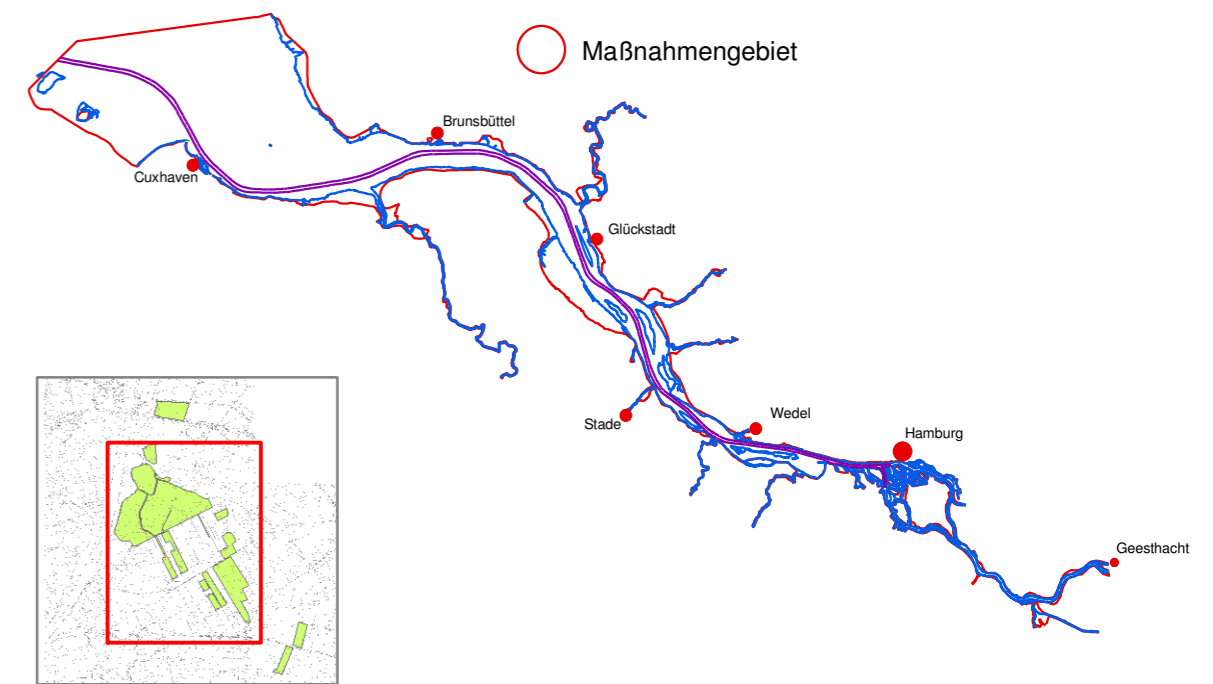 Maßnahmengebiet
Brunsbüttel
Cuxhaven
Glückstadt
Stade
Wedel
Hamburg
Geesthacht